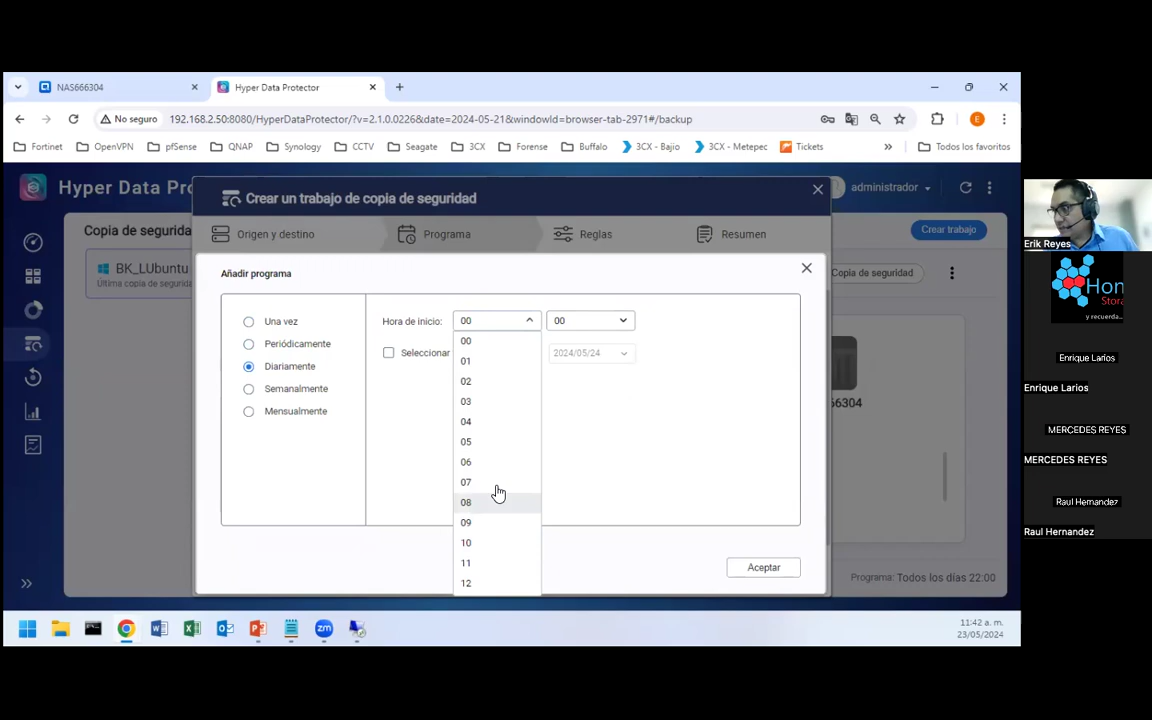 NAS666304
Hyper Data Protector
No seguro
192.168.2.50:8080/HyperDataProtector/?v=2.1.0.0226&date=2024-05-21&windowId=browser-tab-2971#/backup
E
Fortinet
OpenVPN
pfSense
QNAP
Synology
CCTV
Seagate
3CX
Forense
Buffalo
3CX - Bajio
3CX - Metepec
Tickets
»
Todos los favoritos
Hyper Data Pro
Crear un trabajo de copia de seguridad
administrador
Copia de segurida
Origen y destino
Programa
Reglas
Resumen
Crear trabajo
BK_LUbuntu
Última copia de segurida
Copia de seguridad
Añadir programa
Una vez
Periódicamente
Diariamente
Semanalmente
Mensualmente
Hora de inicio:
00
00
Seleccionar
2024/05/24
00
01
02
03
04
05
06
07
08
09
10
11
12
66304
Aceptar
Programa: Todos los días 22:00
11:42 a. m.
23/05/2024
Erik Reyes
Hon
Stora
y recuerda..
Enrique Larios
Enrique Larios
MERCEDES REYES
MERCEDES REYES
Raul Hernandez
Raul Hernandez